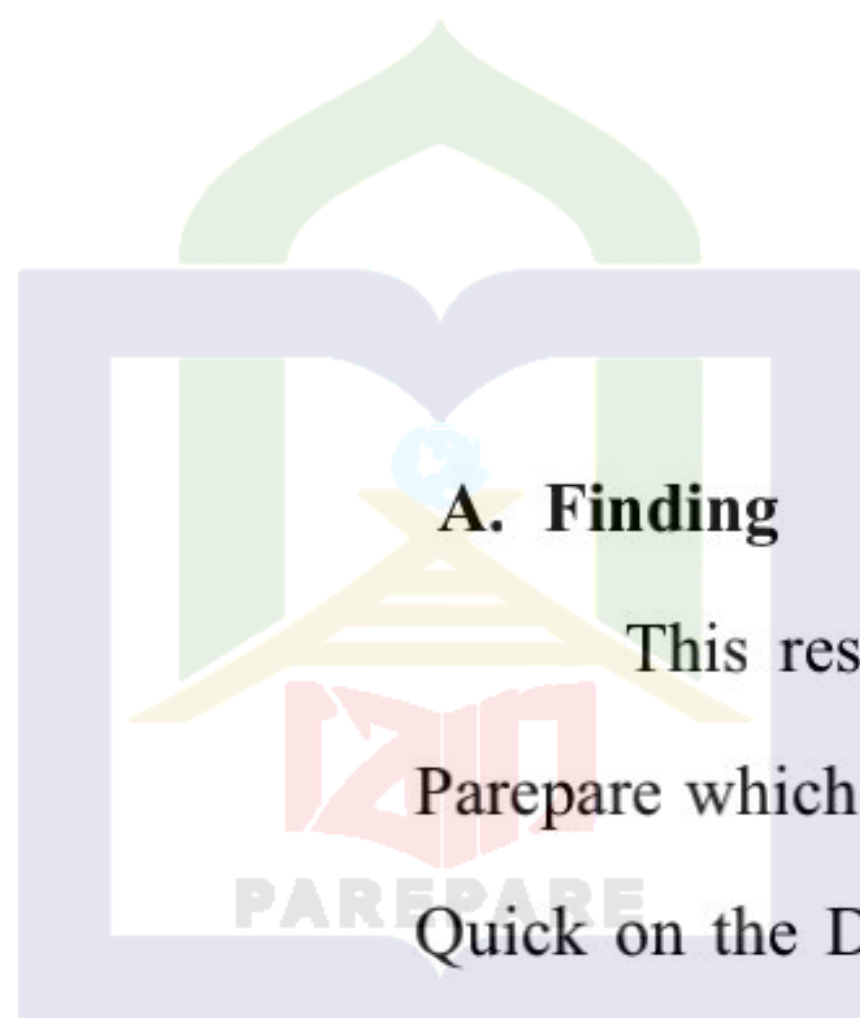 A. Finding
This res
Parepare which
PAREPARE
Quick on the D